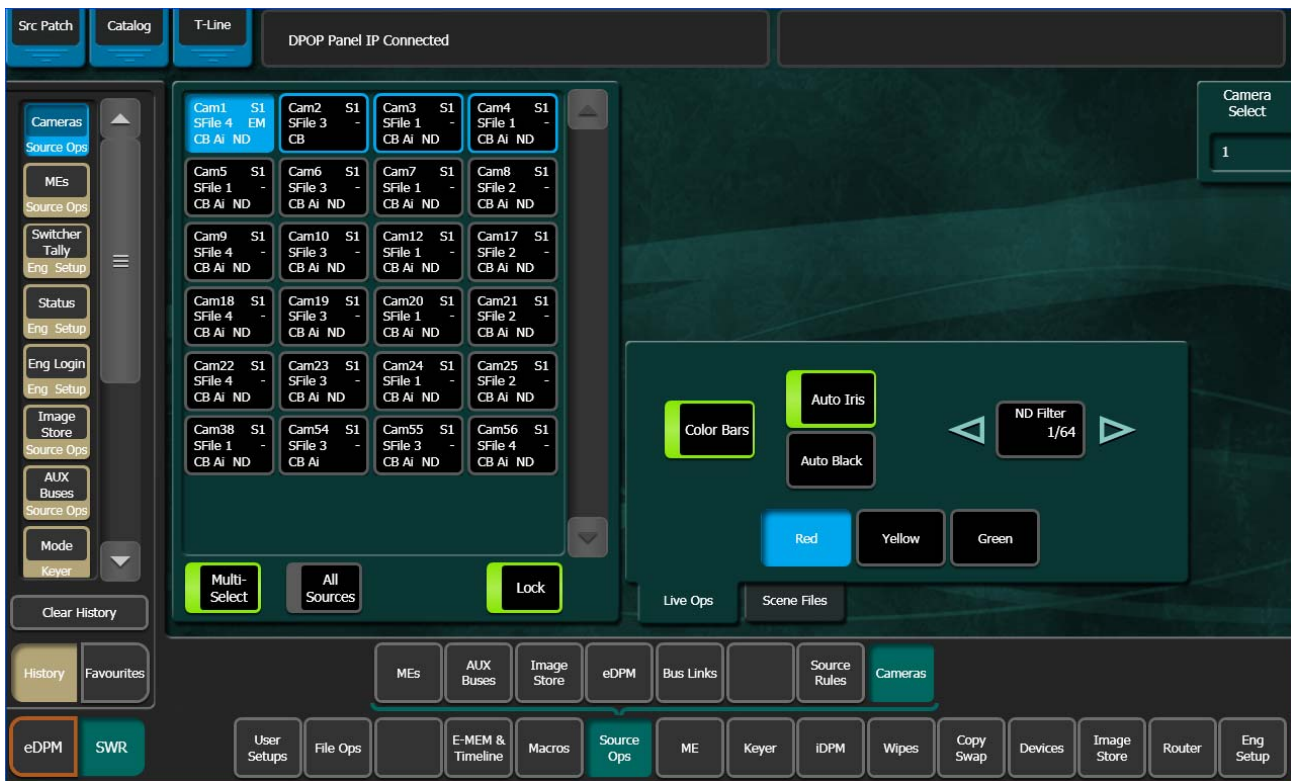 Src Patch
Catalog
T-Line
DPOP Panel IP Connected
Cameras
Source Ops
MEs
Source Ops
Switcher
Tally
Eng Setup
Status
Eng Setup
Eng Login
Eng Setup
Image
Store
Source Ops
AUX
Buses
Source Ops
Mode
Keyer
Clear History
History
Favourites
Cam1 S1
SFile 4 EM
CB Ai ND
Cam2 S1
SFile 3 -
CB
Cam3 S1
SFile 1 -
CB Ai ND
Cam4 S1
SFile 1 -
CB Ai ND
Cam5 S1
SFile 1 -
CB Ai ND
Cam6 S1
SFile 3 -
CB Ai ND
Cam7 S1
SFile 1 -
CB Ai ND
Cam8 S1
SFile 2 -
CB Ai ND
Cam9 S1
SFile 4 -
CB Ai ND
Cam10 S1
SFile 3 -
CB Ai ND
Cam12 S1
SFile 1 -
CB Ai ND
Cam17 S1
SFile 2 -
CB Ai ND
Cam18 S1
SFile 4 -
CB Ai ND
Cam19 S1
SFile 3 -
CB Ai ND
Cam20 S1
SFile 1 -
CB Ai ND
Cam21 S1
SFile 2 -
CB Ai ND
Cam22 S1
SFile 4 -
CB Ai ND
Cam23 S1
SFile 3 -
CB Ai ND
Cam24 S1
SFile 1 -
CB Ai ND
Cam25 S1
SFile 2 -
CB Ai ND
Cam38 S1
SFile 1 -
CB Ai ND
Cam54 S1
SFile 3 -
CB Ai
Cam55 S1
SFile 3 -
CB Ai ND
Cam56 S1
SFile 4 -
CB Ai ND
Multi-
Select
All
Sources
Lock
Camera
Select
1
Color Bars
Auto Iris
Auto Black
ND Filter
1/64
Red
Yellow
Green
Live Ops
Scene Files
MEs
AUX
Buses
Image
Store
eDPM
Bus Links
Source
Rules
Cameras
eDPM
SWR
User
Setups
File Ops
E-MEM &
Timeline
Macros
Source
Ops
ME
Keyer
iDPM
Wipes
Copy
Swap
Devices
Image
Store
Router
Eng
Setup